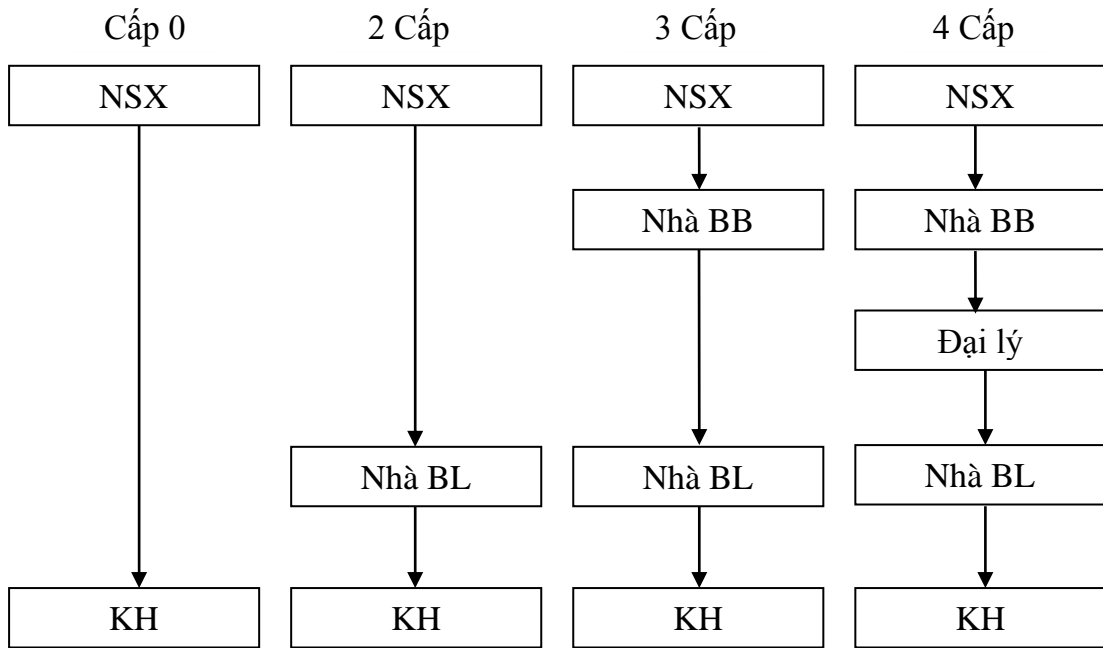 Cấp 0 2 Cấp 3 Cấp 4 Cấp
NSX NSX NSX NSX
Nhà BB Nhà BB
Đại lý
Nhà BL Nhà BL Nhà BL
KH KH KH KH